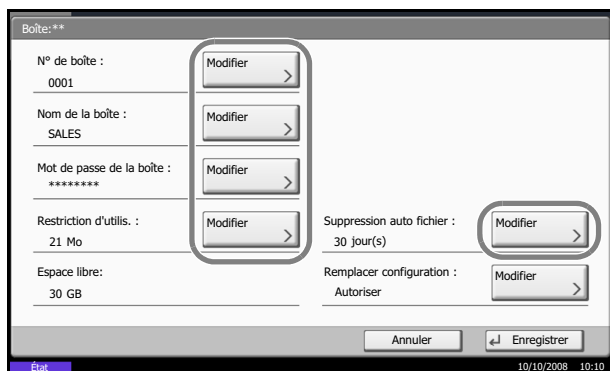 Boîte:**
N° de boîte :
Modifier
0001
Nom de la boîte :
Modifier
SALES
Mot de passe de la boîte :
Modifier
********
Restriction d'utilis. :
Modifier
21 Mo
Suppression auto fichier :
Modifier
30 jour(s)
Espace libre:
30 GB
Remplacer configuration :
Modifier
Autoriser
Annuler
Enregistrer
État
10/10/2008 10:10